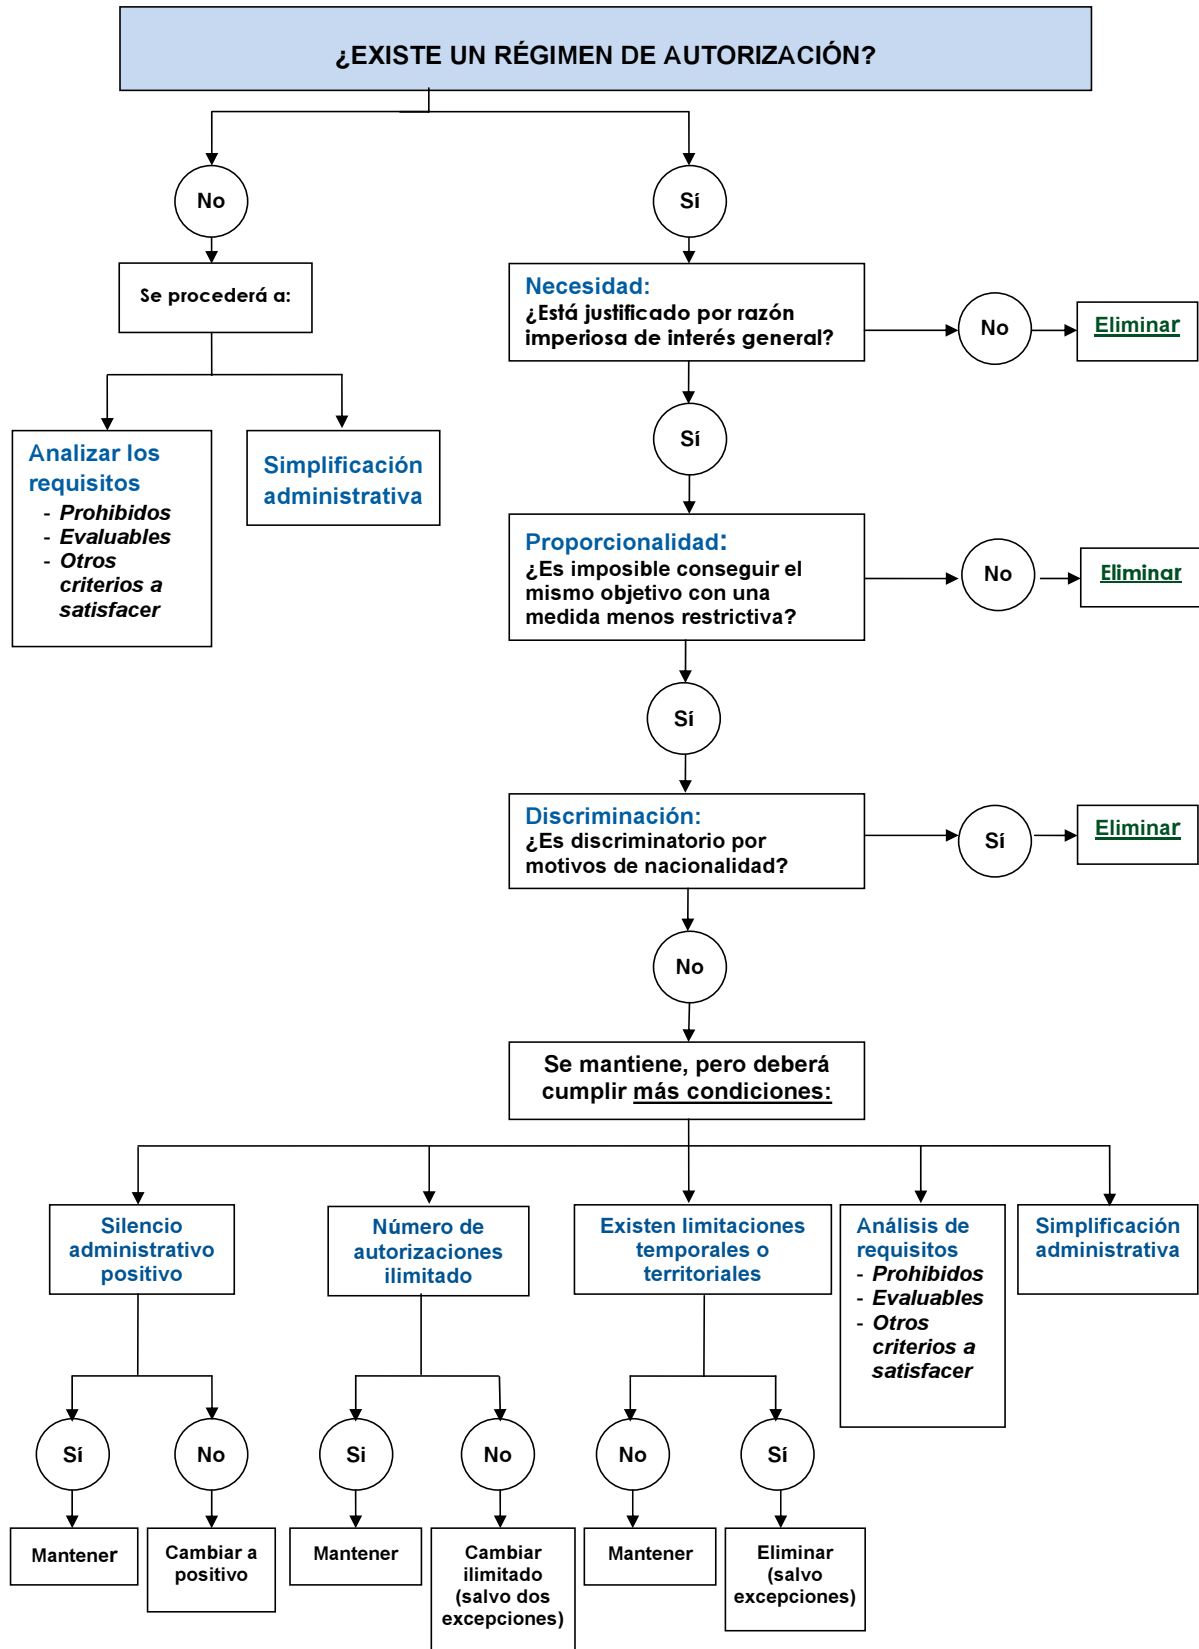 ¿EXISTE UN RÉGIMEN DE AUTORIZACIÓN?
No
Sí
Se procederá a:
Analizar los
requisitos
- Prohibidos
- Evaluables
- Otros
criterios a
satisfacer
Simplificación
administrativa
Necesidad:
¿Está justificado por razón
imperiosa de interés general?
No
Eliminar
Sí
Proporcionalidad:
¿Es imposible conseguir el
mismo objetivo con una
medida menos restrictiva?
No
Eliminar
Sí
Discriminación:
¿Es discriminatorio por
motivos de nacionalidad?
Sí
Eliminar
No
Se mantiene, pero deberá
cumplir más condiciones:
Silencio
administrativo
positivo
Número de
autorizaciones
ilimitado
Existen limitaciones
temporales o
territoriales
Análisis de
requisitos
- Prohibidos
- Evaluables
- Otros
criterios a
satisfacer
Simplificación
administrativa
Sí
No
Si
No
No
Sí
Mantener
Cambiar a
positivo
Mantener
Cambiar
ilimitado
(salvo dos
excepciones)
Mantener
Eliminar
(salvo
excepciones)